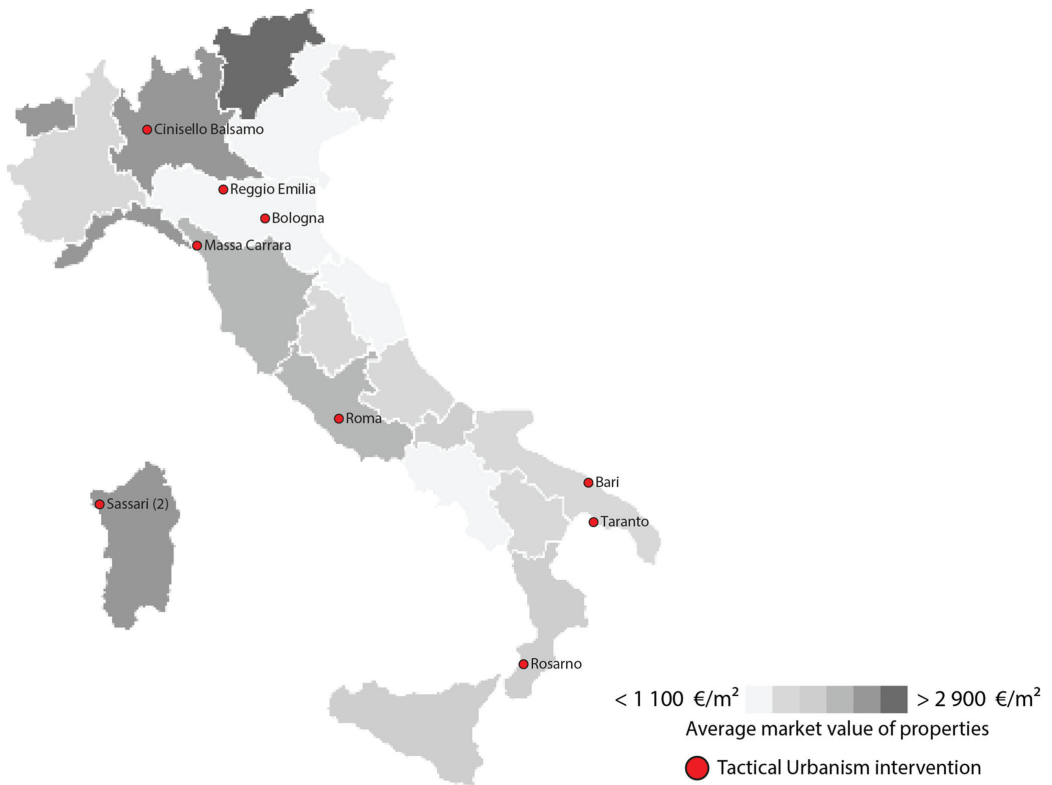 Cinisello Balsamo
Reggio Emilia
Bologna
Massa Carrara
Roma
Bari
Sassari (2)
Taranto
Rosarno
< 1 100 €/m² > 2 900 €/m²
Average market value of properties
Tactical Urbanism intervention